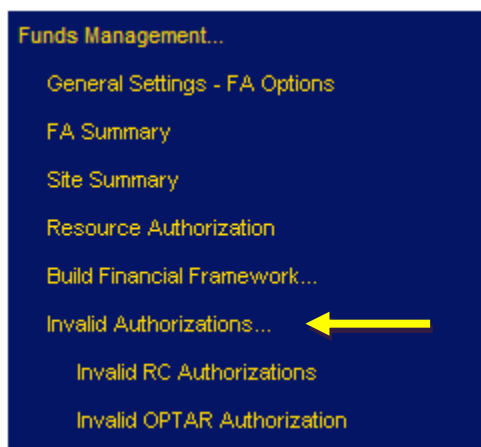 Funds Management...
General Settings - FA Options
FA Summary
Site Summary
Resource Authorization
Build Financial Framework...
Invalid Authorizations...
Invalid RC Authorizations
Invalid OPTAR Authorization